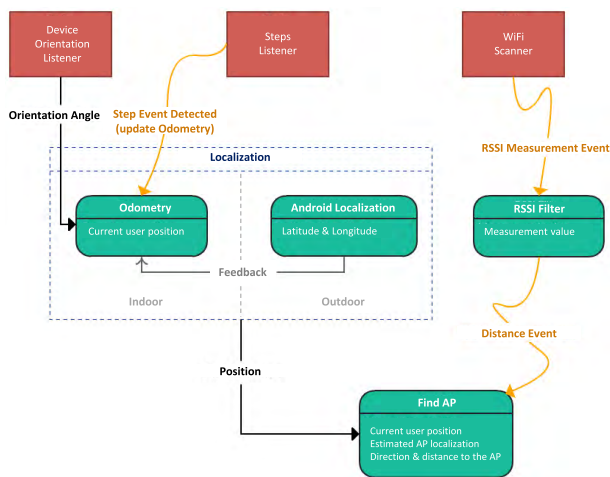 Device
Orientation
Listener
Steps
Listener
WiFi
Scanner
Orientation Angle
Step Event Detected
(update Odometry)
RSSI Measurement Event
Localization
Odometry
Current user position
Android Localization
Latitude & Longitude
RSSI Filter
Measurement value
Feedback
Indoor
Outdoor
Distance Event
Position
Find AP
Current user position
Estimated AP localization
Direction & distance to the AP